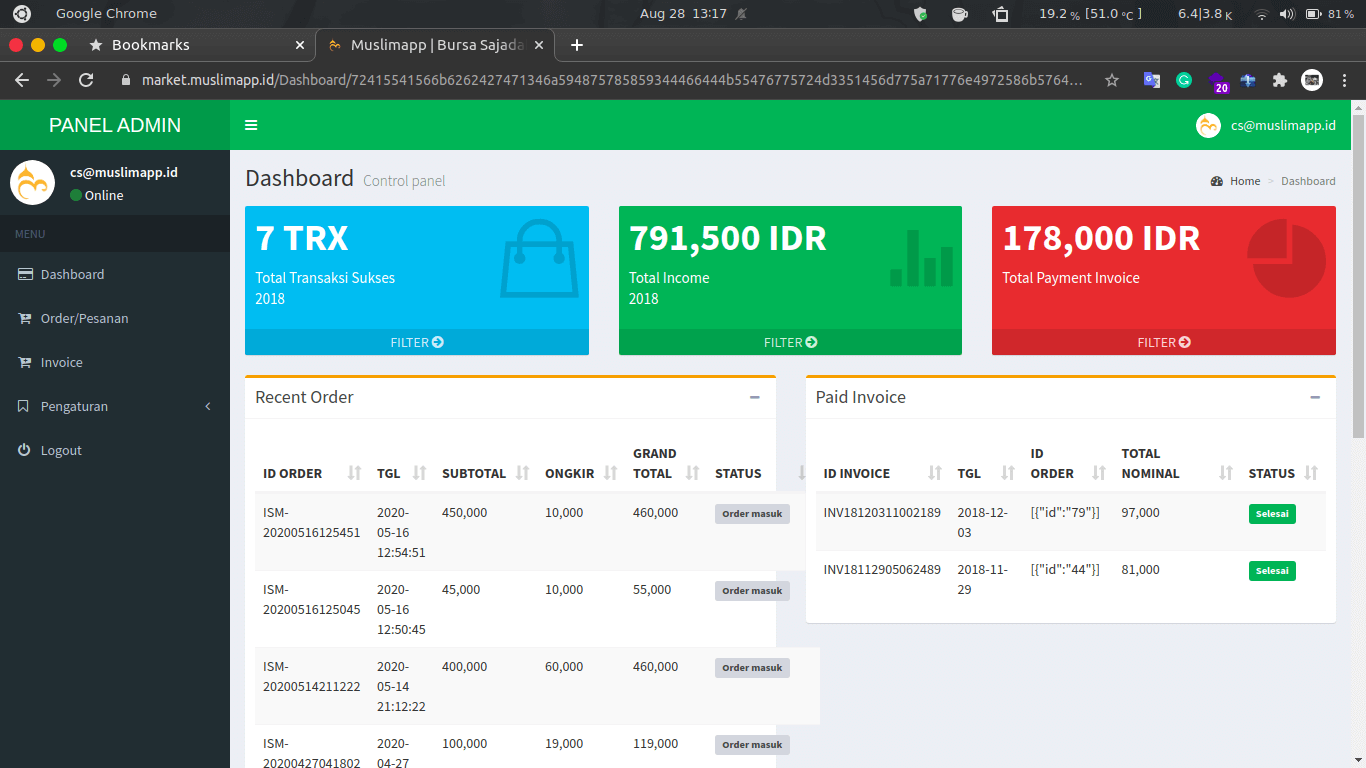 Google Chrome
Aug 28 13:17
19.2 % [51.0 °C ]
6.4|3.8 K
81 %
Bookmarks
Muslimapp | Bursa Sajada
20
PANEL ADMIN
cs@muslimapp.id
cs@muslimapp.id
Online
MENU
Dashboard
Order/Pesanan
Invoice
Pengaturan
Logout
Dashboard Control panel
Home > Dashboard
7 TRX
Total Transaksi Sukses
2018
FILTER
791,500 IDR
Total Income
2018
FILTER
178,000 IDR
Total Payment Invoice
FILTER
Recent Order
ID ORDER TGL SUBTOTAL ONGKIR GRAND TOTAL STATUS
ISM-20200516125451 2020-05-16 12:54:51 450,000 10,000 460,000 Order masuk
ISM-20200516125045 2020-05-16 12:50:45 45,000 10,000 55,000 Order masuk
ISM-20200514211222 2020-05-14 21:12:22 400,000 60,000 460,000 Order masuk
ISM-20200427041802 2020-04-27 100,000 19,000 119,000 Order masuk
Paid Invoice
ID INVOICE TGL ID ORDER TOTAL NOMINAL STATUS
INV18120311002189 2018-12-03 [{"id":"79"}] 97,000 Selesai
INV18112905062489 2018-11-29 [{"id":"44"}] 81,000 Selesai